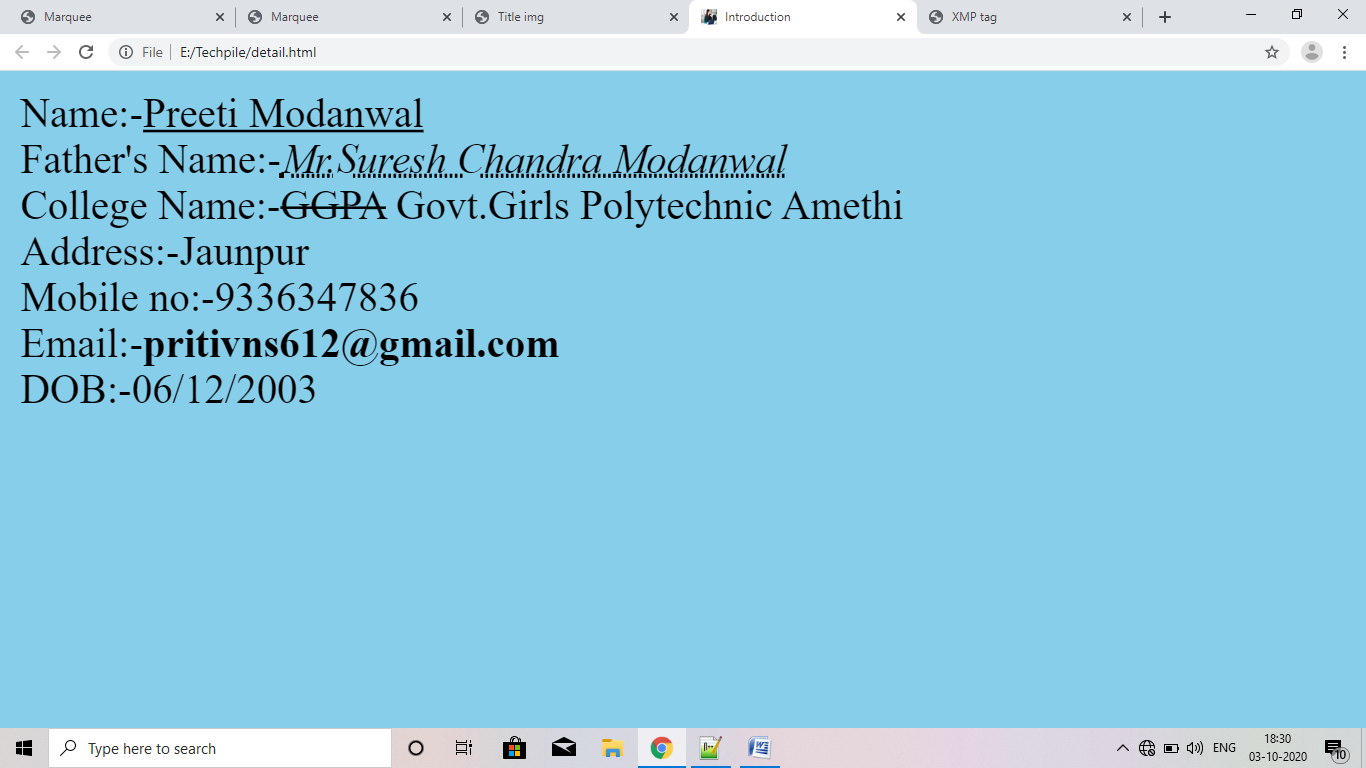 Marquee
Marquee
Title img
Introduction
XMP tag
File
E:/Techpile/detail.html
Name:-Preeti Modanwal
Father's Name:-Mr.Suresh Chandra Modanwal
College Name:-GGPA Govt.Girls Polytechnic Amethi
Address:-Jaunpur
Mobile no:-9336347836
Email:-pritivns612@gmail.com
DOB:-06/12/2003
Type here to search
ENG
18:30
03-10-2020
10